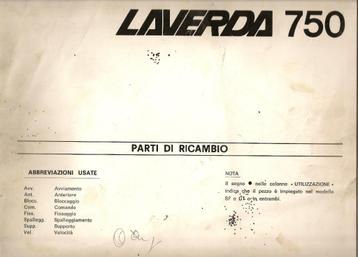 LAVERDA 750
PARTI DI RICAMBIO
ABBREVIAZIONI USATE
Avv. Avviamento
Ant. Anteriore
Blocc. Bloccaggio
Com. Comando
Fiss. Fissaggio
Spallegg. Spalleggiamento
Supp. Supporto
Vel. Velocità
NOTA
Il segno ● nella colonna « UTILIZZAZIONE »
indica che il pezzo è impiegato nel modello
SF o in entrambi.